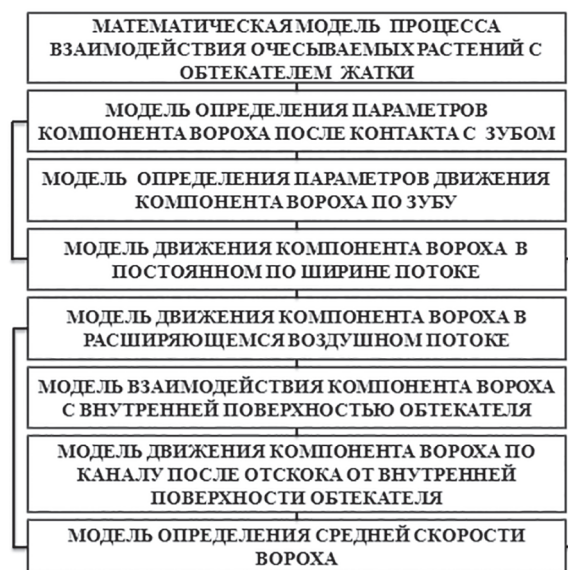 МАТЕМАТИЧЕСКАЯ МОДЕЛЬ ПРОЦЕССА
ВЗАИМОДЕЙСТВИЯ ОЧЕСЫВАЕМЫХ РАСТЕНИЙ С
ОБТЕКАТЕЛЕМ ЖАТКИ
МОДЕЛЬ ОПРЕДЕЛЕНИЯ ПАРАМЕТРОВ
КОМПОНЕНТА ВОРОХА ПОСЛЕ КОНТАКТА С ЗУБОМ
МОДЕЛЬ ОПРЕДЕЛЕНИЯ ПАРАМЕТРОВ ДВИЖЕНИЯ
КОМПОНЕНТА ВОРОХА ПО ЗУБУ
МОДЕЛЬ ДВИЖЕНИЯ КОМПОНЕНТА ВОРОХА В
ПОСТОЯННОМ ПО ШИРИНЕ ПОТОКЕ
МОДЕЛЬ ДВИЖЕНИЯ КОМПОНЕНТА ВОРОХА В
РАСШИРЯЮЩЕМСЯ ВОЗДУШНОМ ПОТОКЕ
МОДЕЛЬ ВЗАИМОДЕЙСТВИЯ КОМПОНЕНТА ВОРОХА
С ВНУТРЕННЕЙ ПОВЕРХНОСТЬЮ ОБТЕКАТЕЛЯ
МОДЕЛЬ ДВИЖЕНИЯ КОМПОНЕНТА ВОРОХА ПО
КАНАЛУ ПОСЛЕ ОТСКОКА ОТ ВНУТРЕННЕЙ
ПОВЕРХНОСТИ ОБТЕКАТЕЛЯ
МОДЕЛЬ ОПРЕДЕЛЕНИЯ СРЕДНЕЙ СКОРОСТИ
ВОРОХА